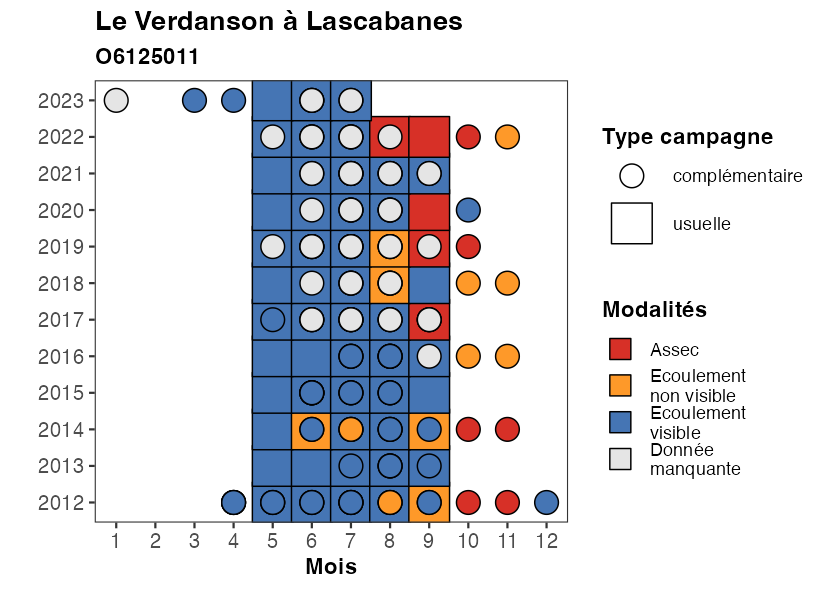 Le Verdanson à Lascabanes
O6125011
2023
2022
2021
2020
2019
2018
2017
2016
2015
2014
2013
2012
1 2 3 4 5 6 7 8 9 10 11 12
Mois
Type campagne
complémentaire
usuelle
Modalités
Assec
Ecoulement
non visible
Ecoulement
visible
Donnée
manquante